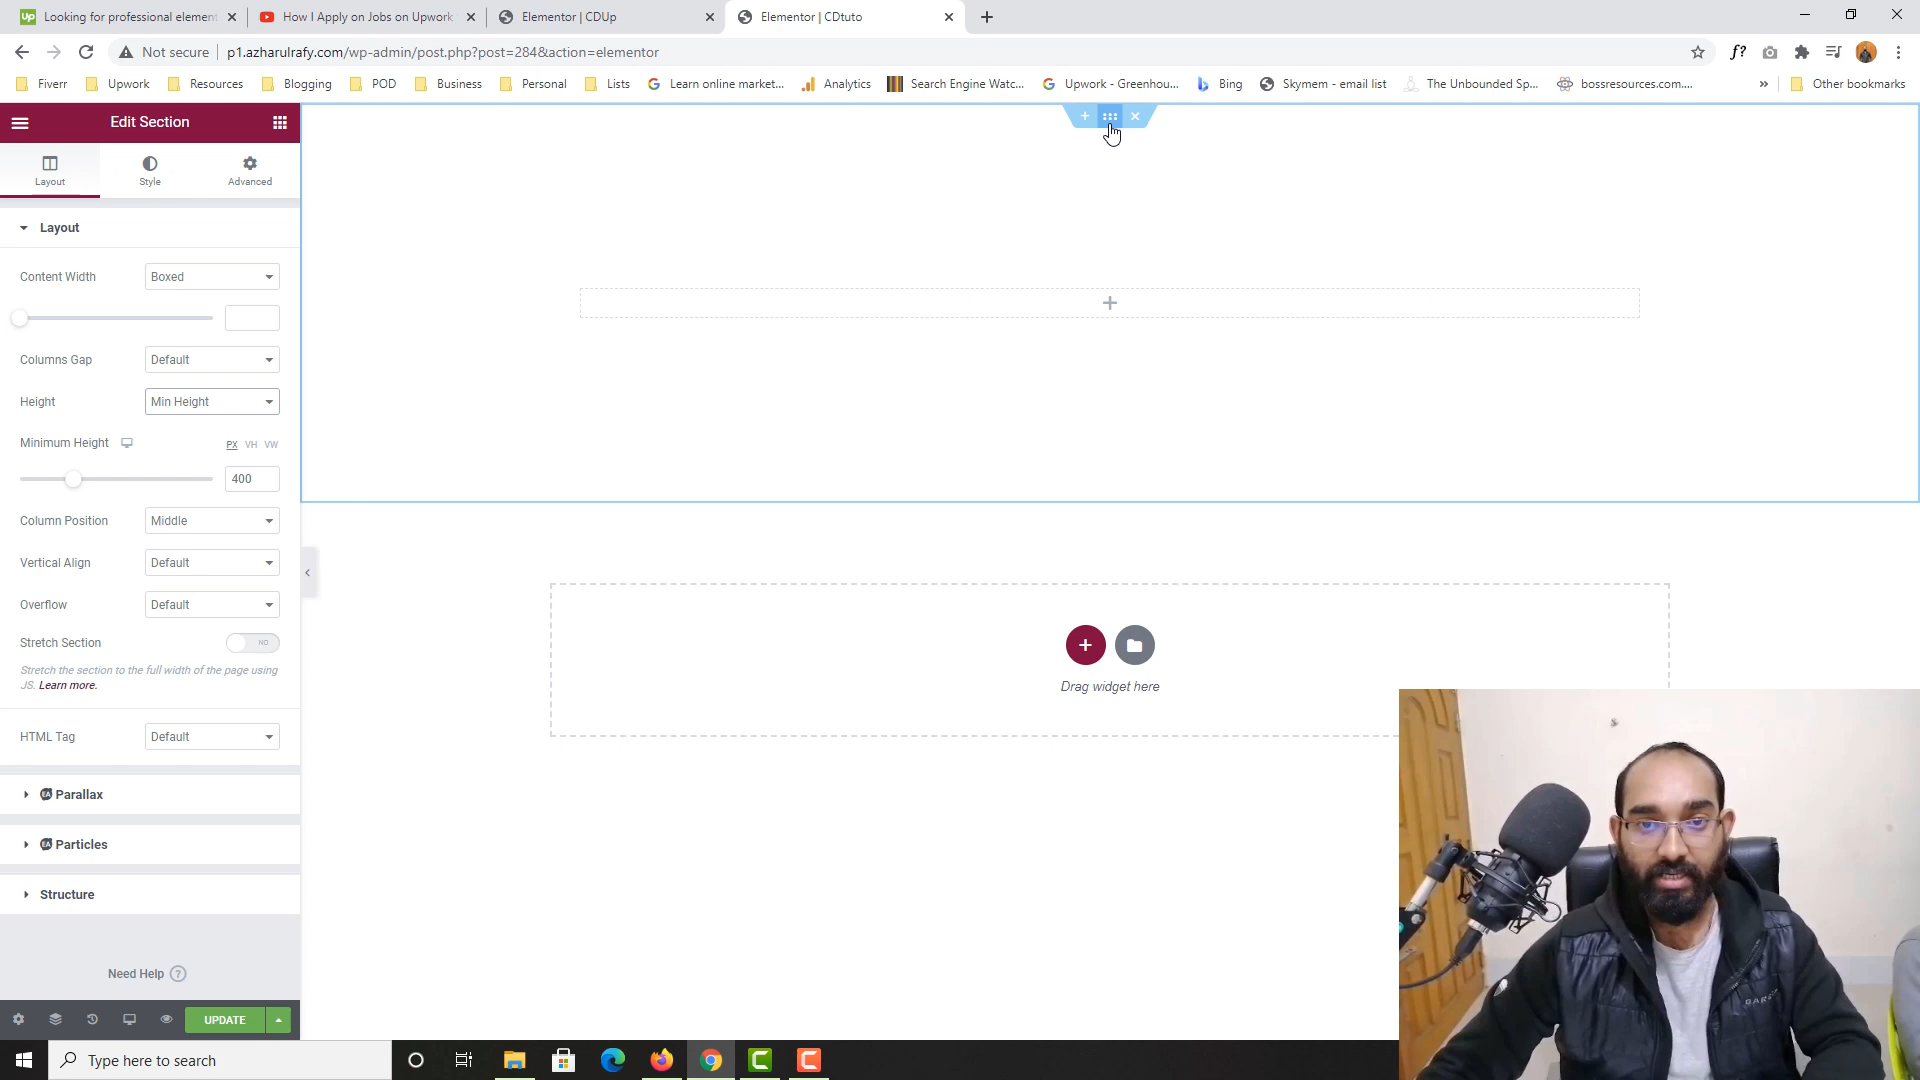 Looking for professional element
How I Apply on Jobs on Upwork
Elementor | CDUp
Elementor | CDtuto
Not secure
p1.azharulrafy.com/wp-admin/post.php?post=284&action=elementor
Fiverr
Upwork
Resources
Blogging
POD
Business
Personal
Lists
Learn online market...
Analytics
Search Engine Watc...
Upwork - Greenhou...
Bing
Skymem - email list
The Unbounded Sp...
bossresources.com....
Other bookmarks
Edit Section
Layout
Style
Advanced
Layout
Content Width
Boxed
Columns Gap
Default
Height
Min Height
Minimum Height
PX VH VW
400
Column Position
Middle
Vertical Align
Default
Overflow
Default
Stretch Section
NO
Stretch the section to the full width of the page using
JS. Learn more.
HTML Tag
Default
Parallax
Particles
Structure
Need Help
UPDATE
Drag widget here
Type here to search